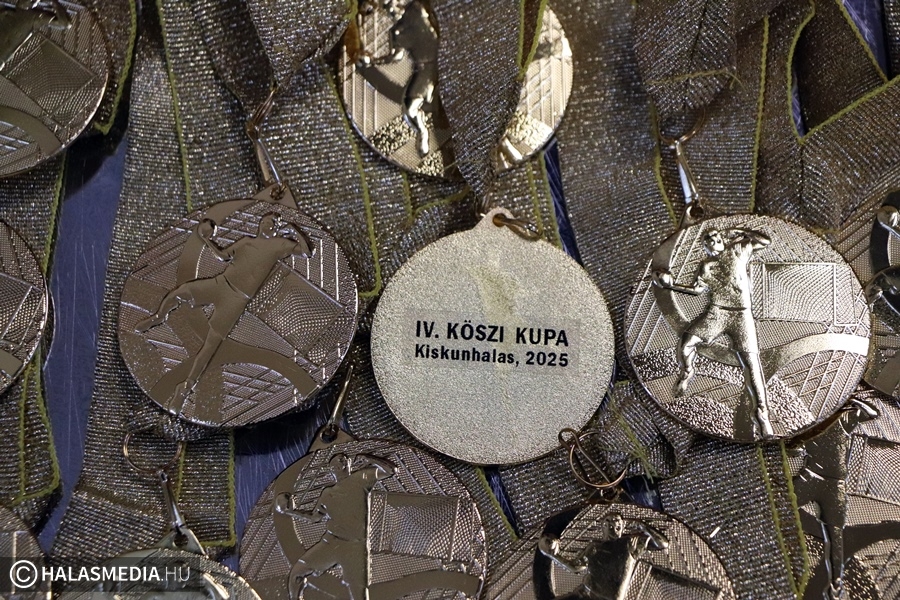 IV. KÖSZI KUPA
Kiskunhalas, 2025
©HALASMEDIA.HU